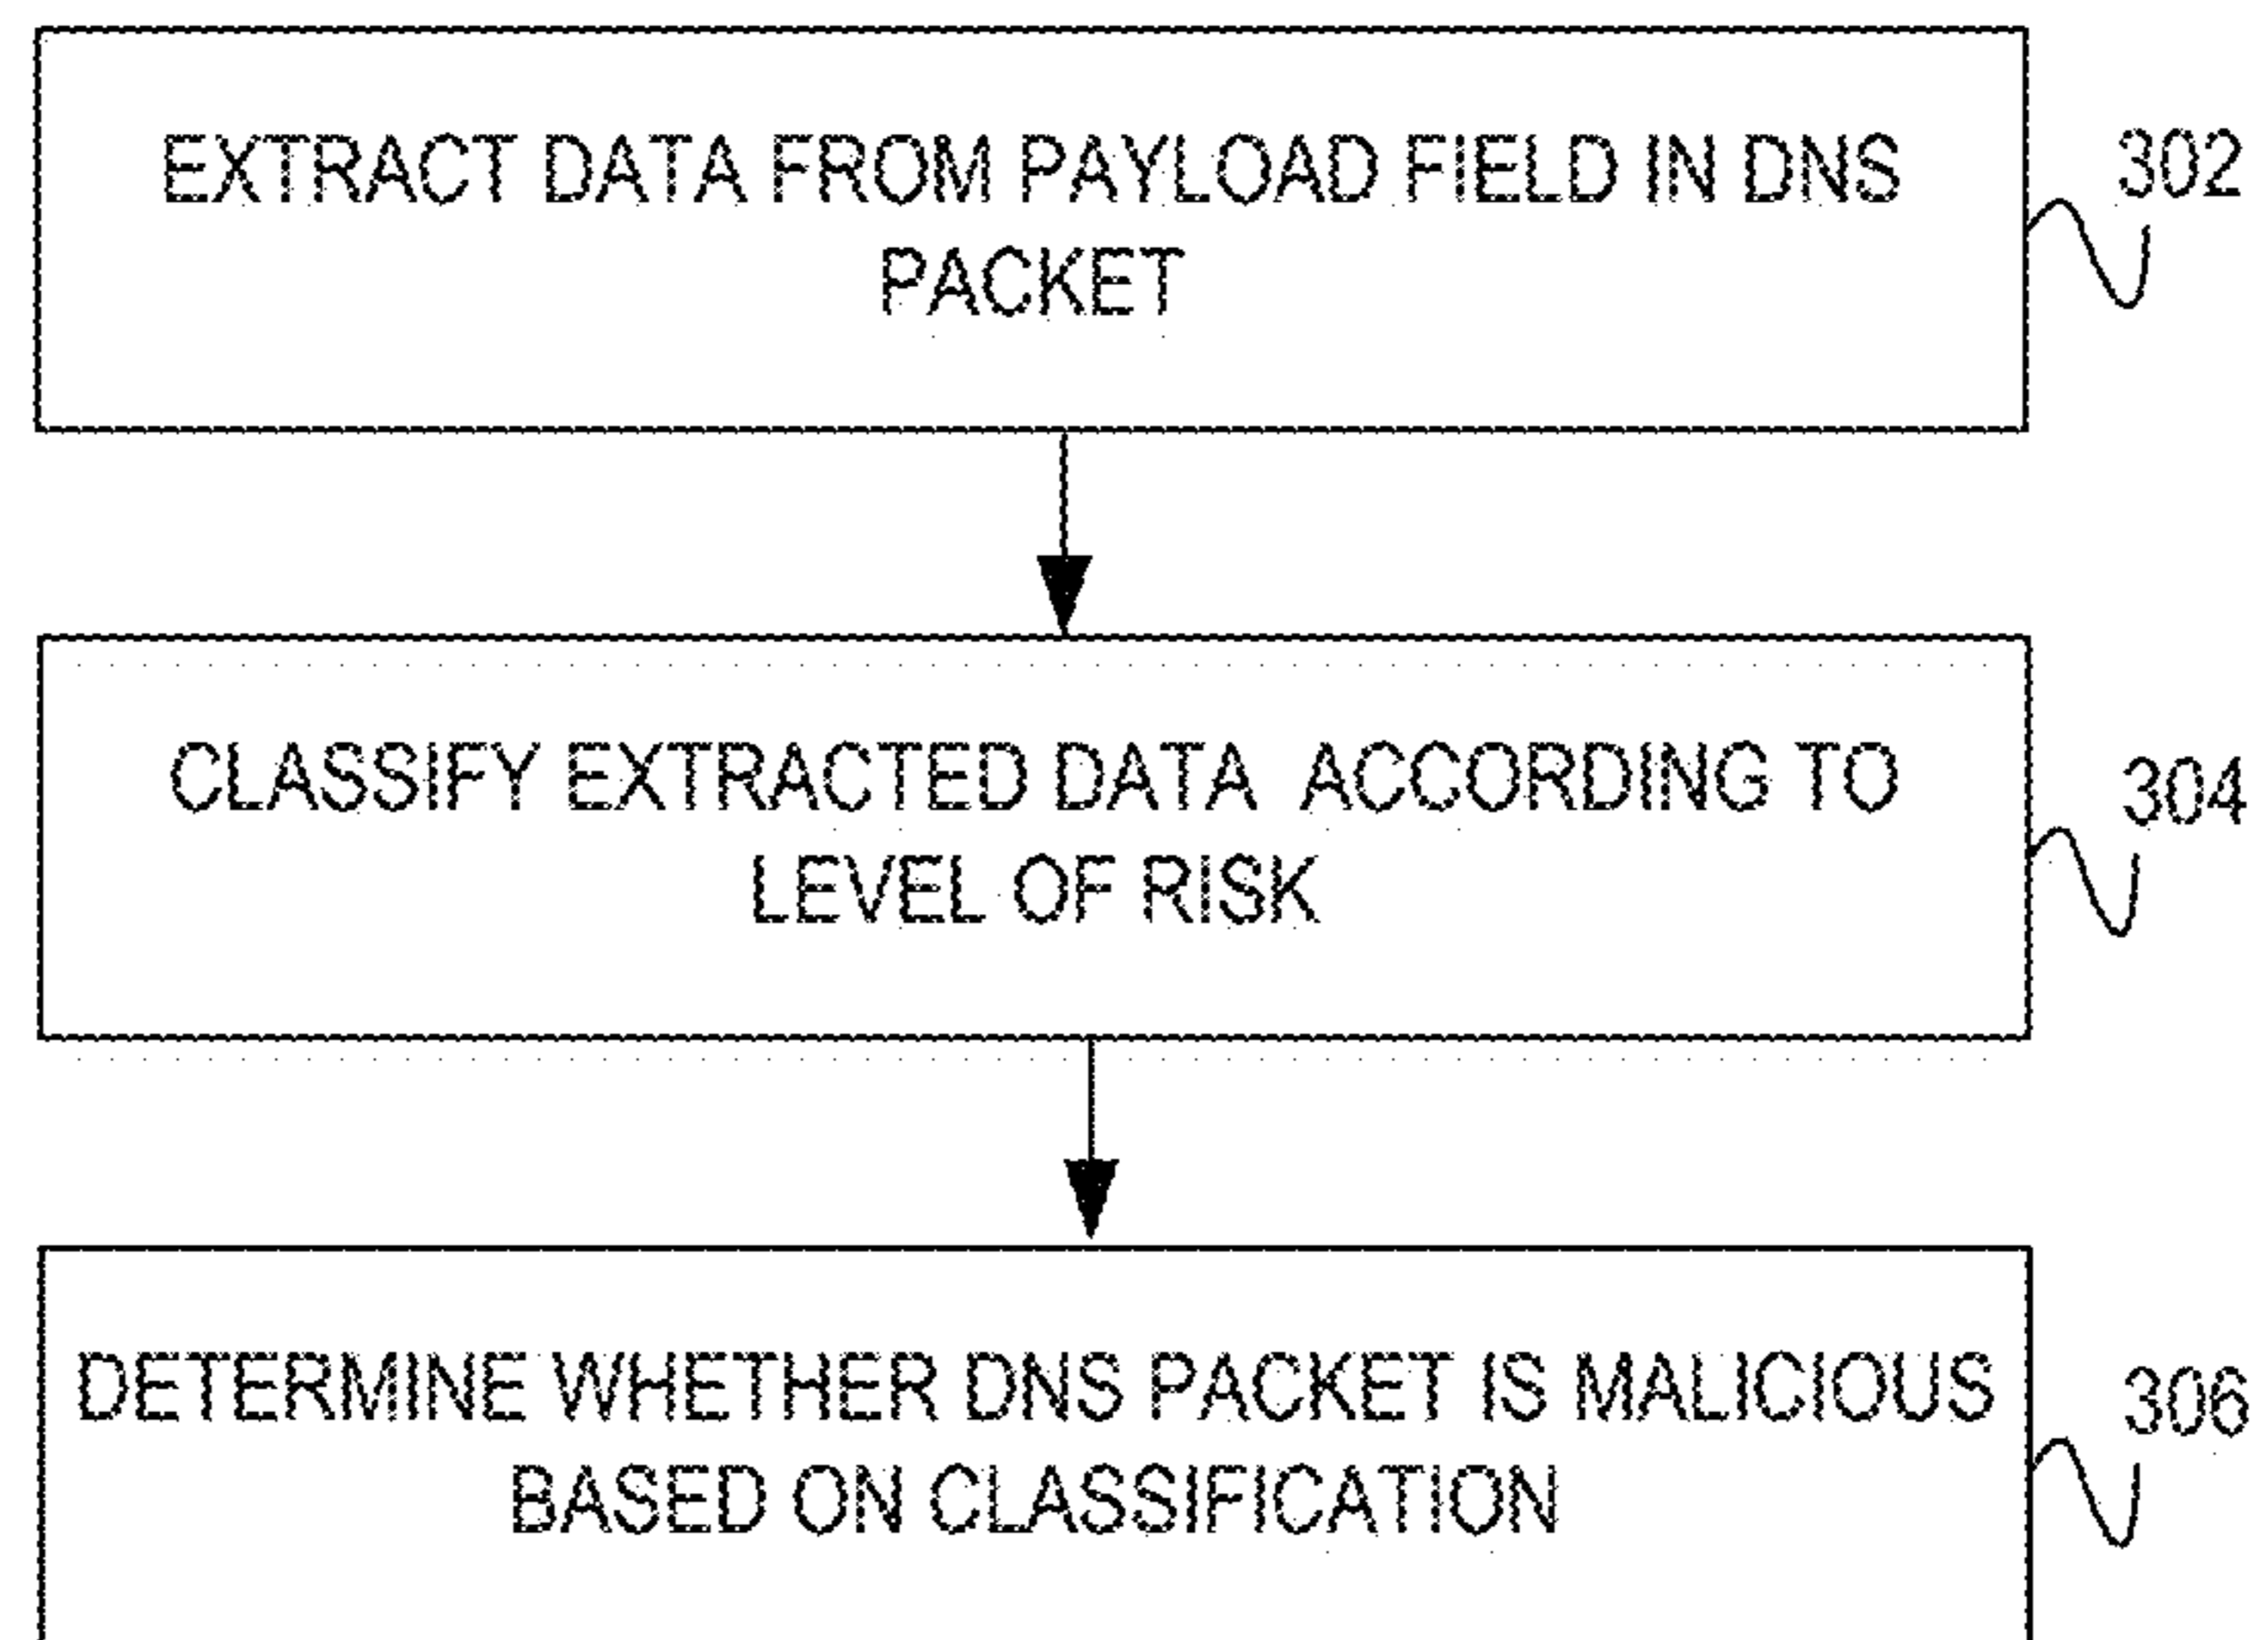 EXTRACT DATA FROM PAYLOAD FIELD IN DNS
PACKET
302
CLASSIFY EXTRACTED DATA ACCORDING TO
LEVEL OF RISK
304
DETERMINE WHETHER DNS PACKET IS MALICIOUS
BASED ON CLASSIFICATION
306